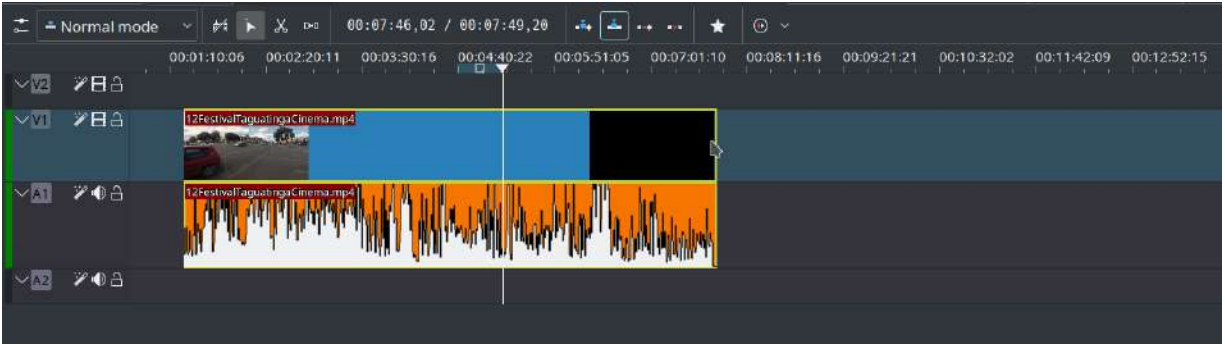 Normal mode 00:07:46,02 / 00:07:49,20
00:01:10:06 00:02:20:11 00:03:30:16 00:04:40:22 00:05:51:05 00:07:01:10 00:08:11:16 00:09:21:21 00:10:32:02 00:11:42:09 00:12:52:15
V2
V1
12FestivalTaguatingaCinema.mp4
A1
12FestivalTaguatingaCinema.mp4
A2